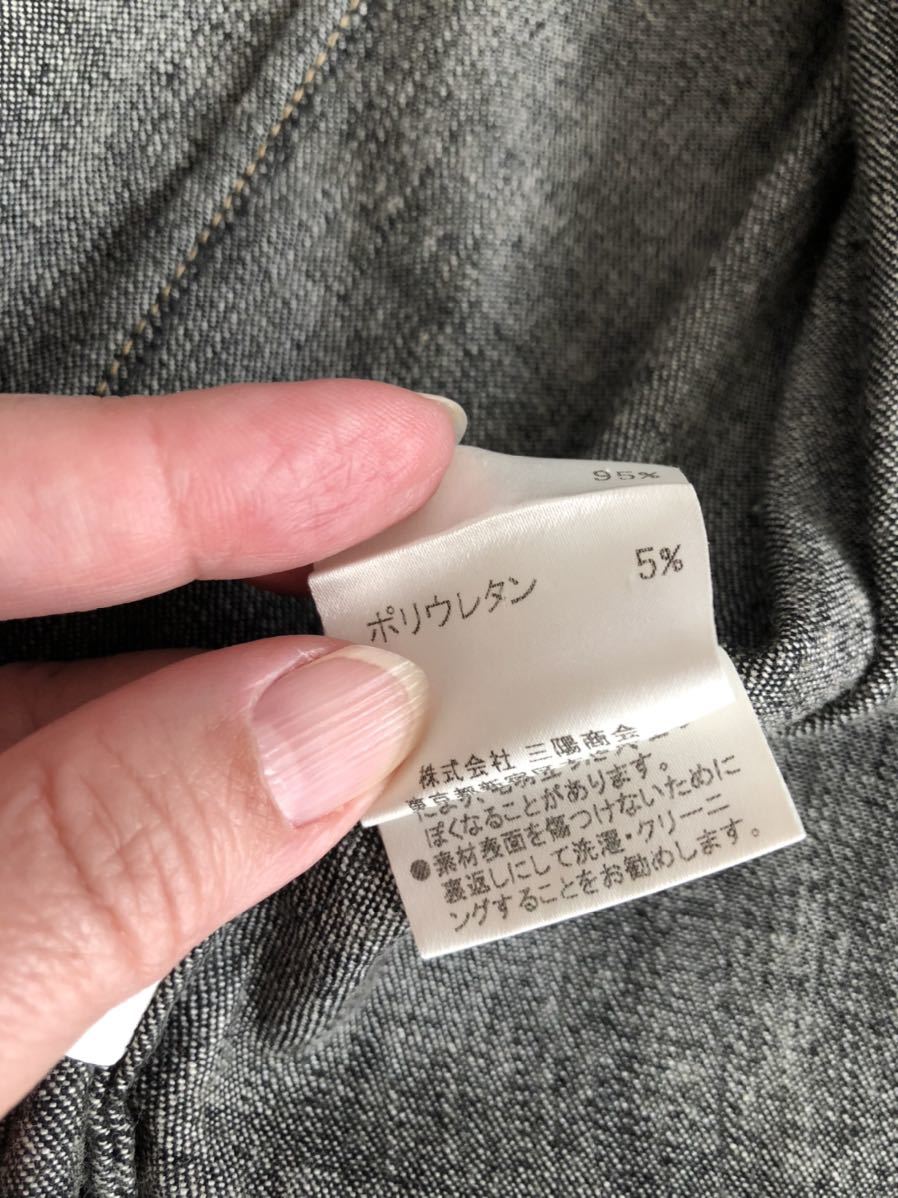 95%
ポリウレタン 5%
株式会社 三陽商会
により、
ぽくなることがあります。
●素材表面を傷つけないために
裏返しにして洗濯・クリーニ
ングすることをお勧めします。